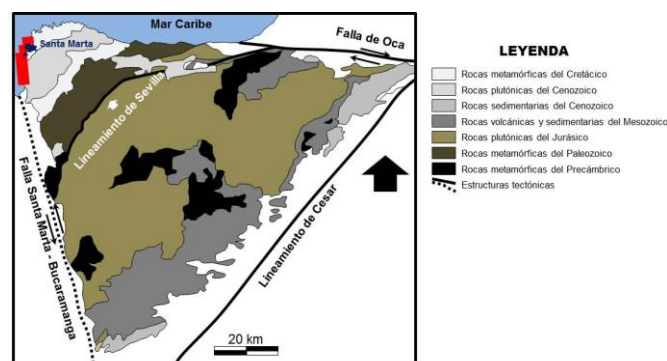 Mar Caribe
Falla de Oca
Santa Marta
Lineamiento de Sevilla
Falla Santa Marta - Bucaramanga
Lineamiento de Cesar
20 km
LEYENDA
Rocas metamórficas del Cretácico
Rocas plutónicas del Cenozoico
Rocas sedimentarias del Cenozoico
Rocas volcánicas y sedimentarias del Mesozoico
Rocas plutónicas del Jurásico
Rocas metamórficas del Paleozoico
Rocas metamórficas del Precámbrico
Estructuras tectónicas